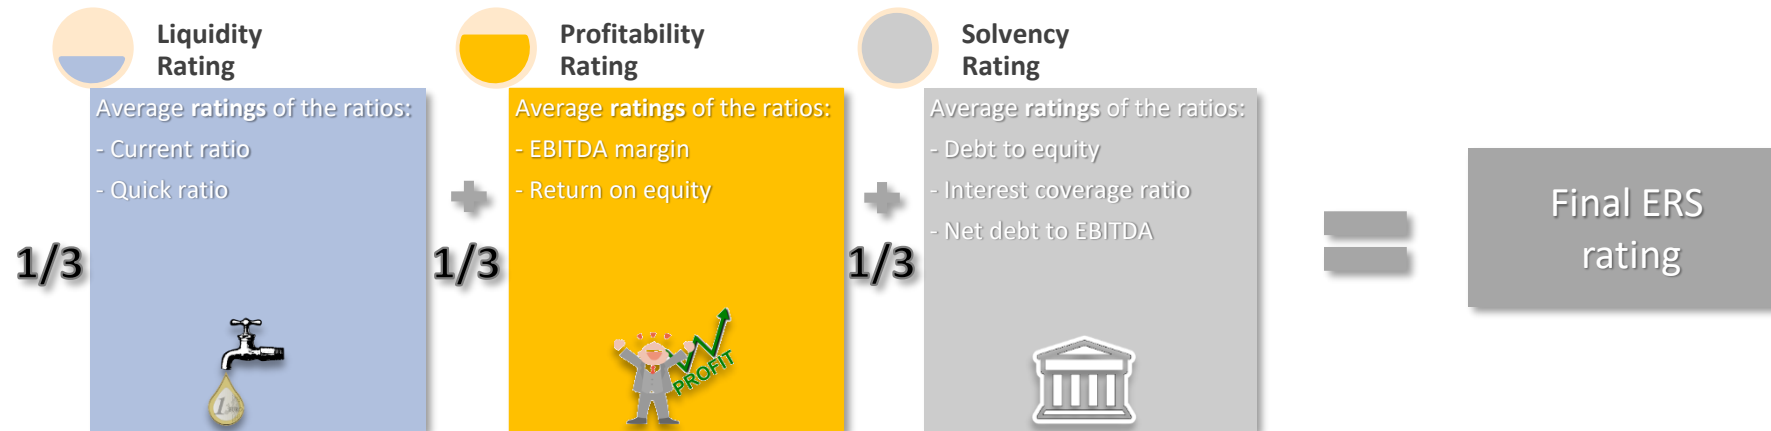 Liquidity
Rating
Profitability
Rating
Solvency
Rating
1/3
Average ratings of the ratios:
- Current ratio
- Quick ratio
1/3
Average ratings of the ratios:
- EBITDA margin
- Return on equity
PROFIT
1/3
Average ratings of the ratios:
- Debt to equity
- Interest coverage ratio
- Net debt to EBITDA
Final ERS
rating